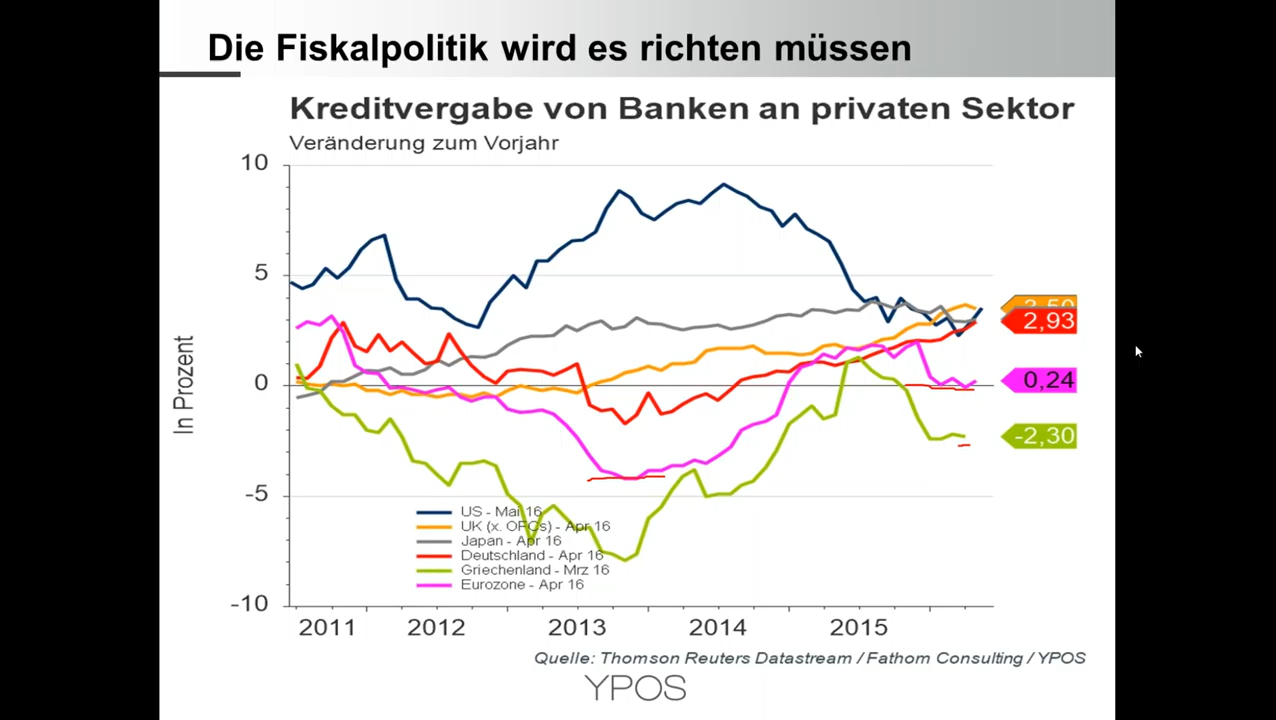 Die Fiskalpolitik wird es richten müssen
Kreditvergabe von Banken an privaten Sektor
Veränderung zum Vorjahr
10
5
0
-5
-10
In Prozent
3,50
2,93
0,24
-2,30
US - Mai 16
UK (x. OFCs) - Apr 16
Japan - Apr 16
Deutschland - Apr 16
Griechenland - Mrz 16
Eurozone - Apr 16
2011 2012 2013 2014 2015
Quelle: Thomson Reuters Datastream / Fathom Consulting / YPOS
YPOS